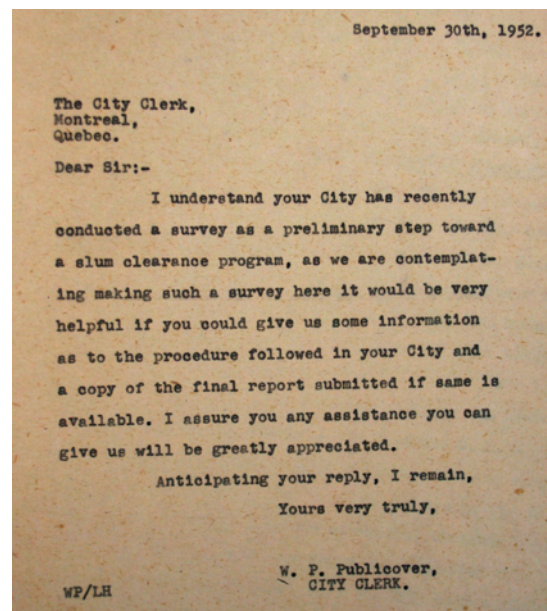 September 30th, 1952.
The City Clerk,
Montreal,
Quebec.
Dear Sir:-
I understand your City has recently
conducted a survey as a preliminary step toward
a slum clearance program, as we are contemplat-
ing making such a survey here it would be very
helpful if you could give us some information
as to the procedure followed in your City and
a copy of the final report submitted if same is
available. I assure you any assistance you can
give us will be greatly appreciated.
Anticipating your reply, I remain,
Yours very truly,
W. P. Publicover,
CITY CLERK.
WP/LH